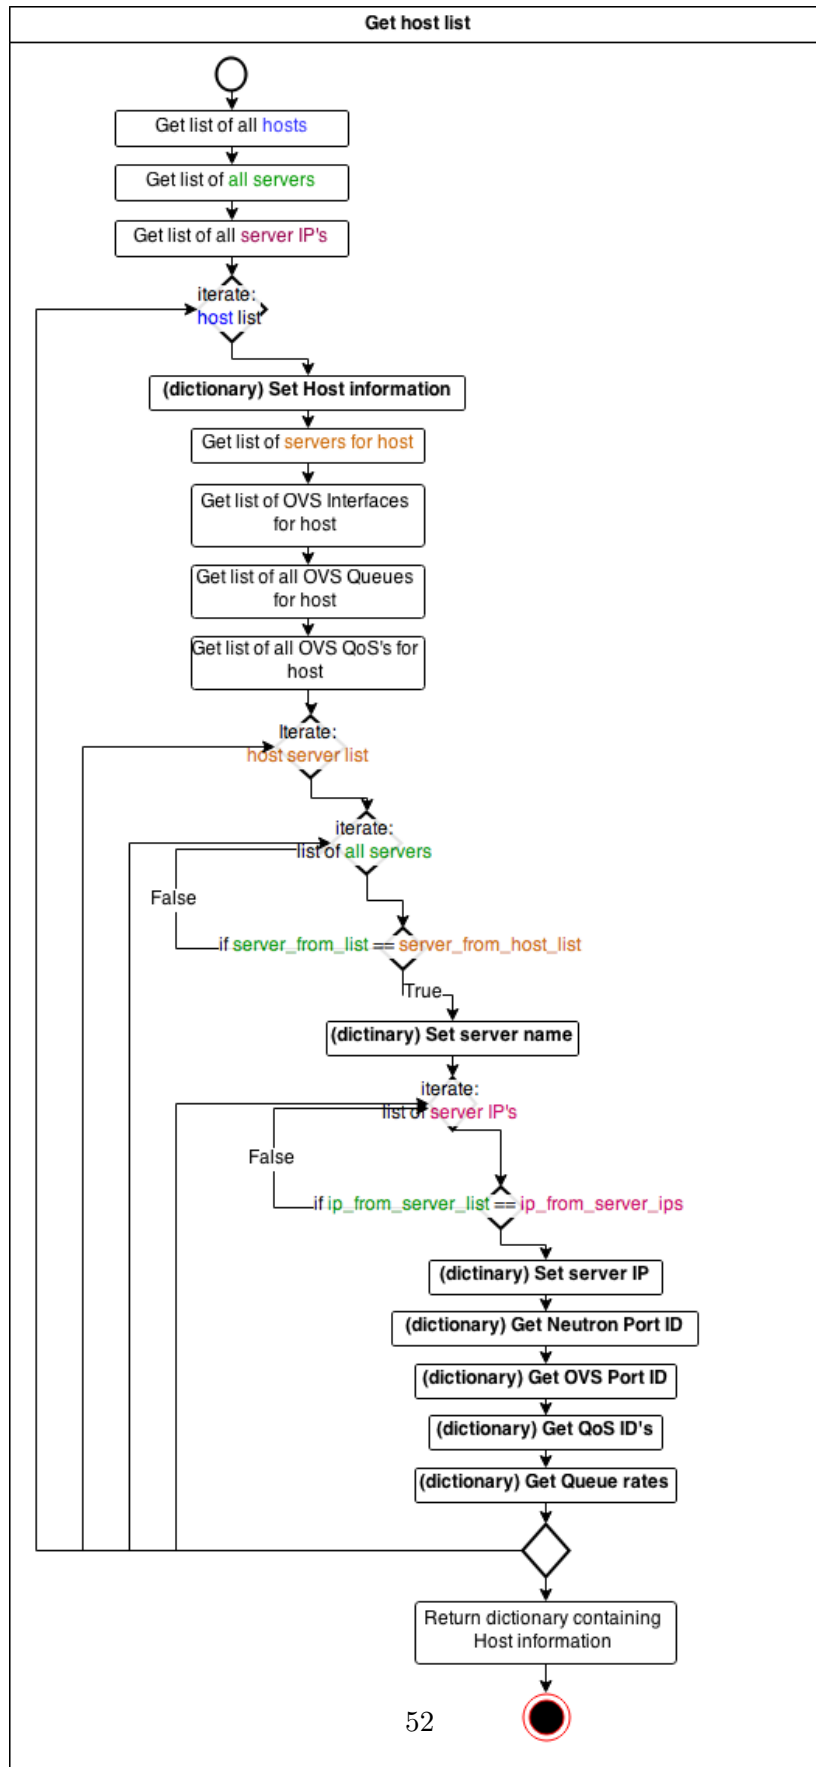 Get host list
Get list of all hosts
Get list of all servers
Get list of all server IP's
iterate:
host list
(dictionary) Set Host information
Get list of servers for host
Get list of OVS Interfaces
for host
Get list of all OVS Queues
for host
Get list of all OVS QoS's for
host
Iterate:
host server list
iterate:
list of all servers
False
if server_from_list == server_from_host_list
True
(dictinary) Set server name
iterate:
list of server IP's
False
if ip_from_server_list == ip_from_server_ips
(dictinary) Set server IP
(dictionary) Get Neutron Port ID
(dictionary) Get OVS Port ID
(dictionary) Get QoS ID's
(dictionary) Get Queue rates
Return dictionary containing
Host information
52